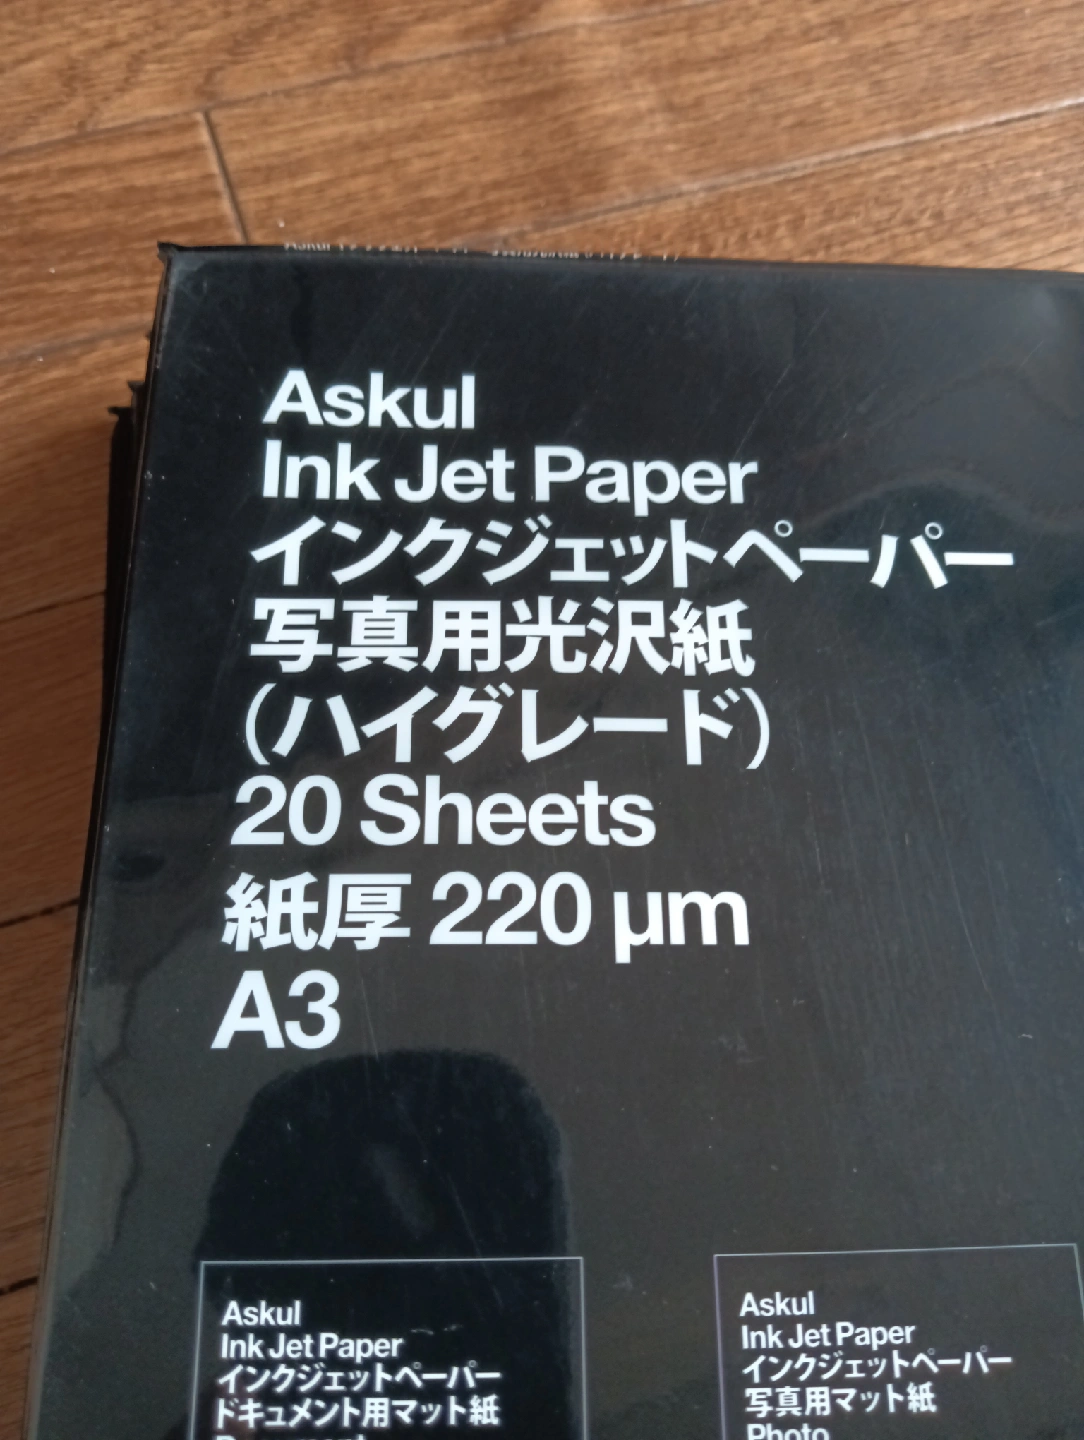 Askul
Ink Jet Paper
インクジェットペーパー
写真用光沢紙
(ハイグレード)
20 Sheets
紙厚 220 μm
A3
Askul
Ink Jet Paper
インクジェットペーパー
ドキュメント用マット紙
Askul
Ink Jet Paper
インクジェットペーパー
写真用マット紙
Photo